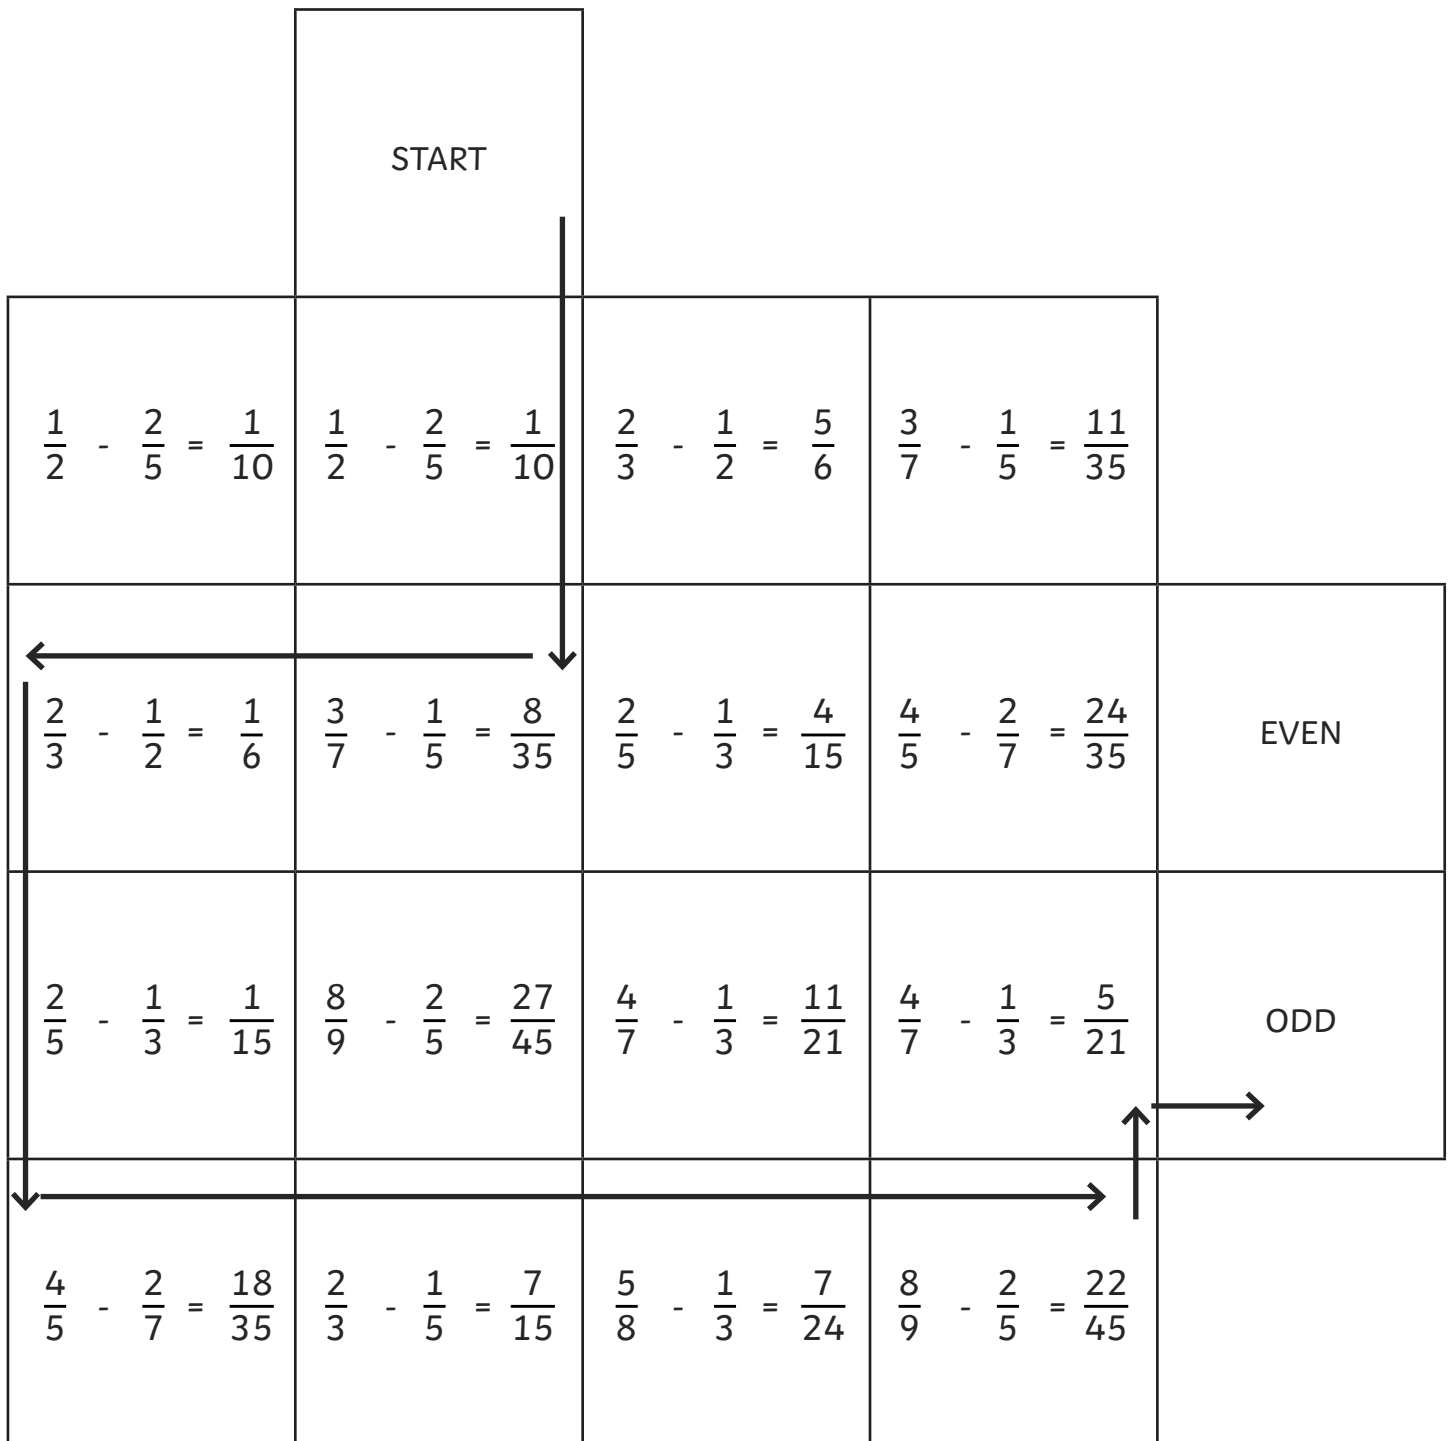 START
1/2 - 2/5 = 1/10 1/2 - 2/5 = 1/10 2/3 - 1/2 = 5/6 3/7 - 1/5 = 11/35
2/3 - 1/2 = 1/6 3/7 - 1/5 = 8/35 2/5 - 1/3 = 4/15 4/5 - 2/7 = 24/35 EVEN
2/5 - 1/3 = 1/15 8/9 - 2/5 = 27/45 4/7 - 1/3 = 11/21 4/7 - 1/3 = 5/21 ODD
4/5 - 2/7 = 18/35 2/3 - 1/5 = 7/15 5/8 - 1/3 = 7/24 8/9 - 2/5 = 22/45